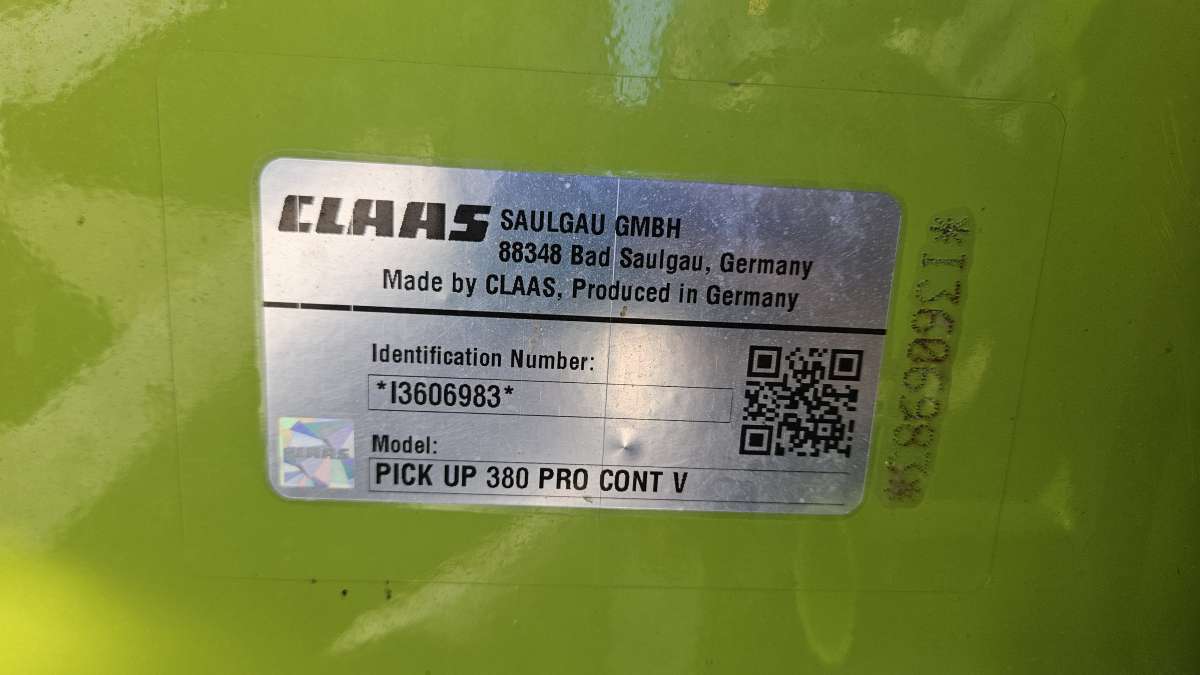 CLAAS SAULGAU GMBH
88348 Bad Saulgau, Germany
Made by CLAAS, Produced in Germany
Identification Number:
*I3606983*
Model:
PICK UP 380 PRO CONT V
CLAAS
*I3606983*